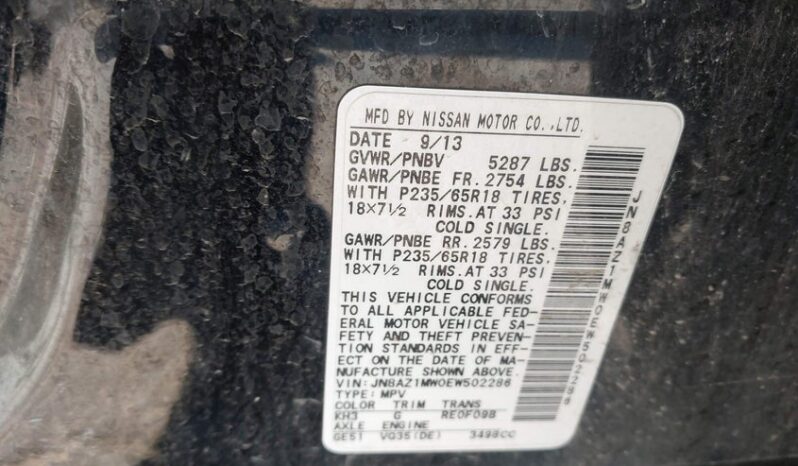 MFD BY NISSAN MOTOR CO.,LTD.
DATE 9/13
GVWR/PNBV 5287 LBS.
GAWR/PNBE FR. 2754 LBS.
WITH P235/65R18 TIRES,
18×7½ RIMS.AT 33 PSI
COLD SINGLE.
GAWR/PNBE RR. 2579 LBS.
WITH P235/65R18 TIRES,
18×7½ RIMS.AT 33 PSI
COLD SINGLE.
THIS VEHICLE CONFORMS
TO ALL APPLICABLE FED-
ERAL MOTOR VEHICLE SA-
FETY AND THEFT PREVEN-
TION STANDARDS IN EFF-
ECT ON THE DATE OF MA-
NUFACTURE SHOWN ABOVE.
VIN: JN8AZ1MW0EW502286
TYPE: MPV
COLOR TRIM TRANS
KH3 G RE0F09B
AXLE ENGINE
GE51 VQ35(DE) 3498CC
JN8AZ1MW0EW502286